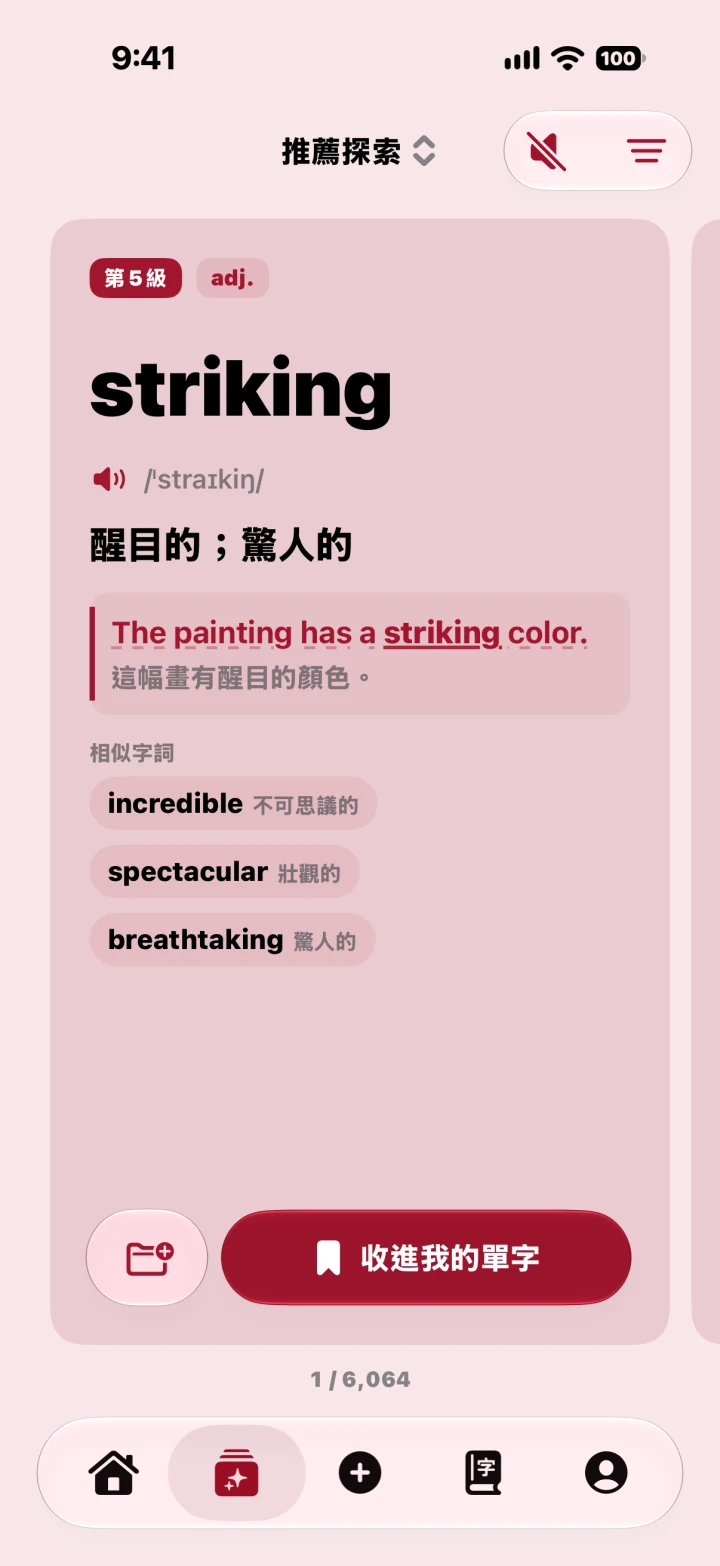 9:41
100
推薦探索
第5級 adj.
striking
/ˈstraɪkiŋ/
醒目的；驚人的
The painting has a striking color.
這幅畫有醒目的顏色。
相似字詞
incredible 不可思議的
spectacular 壯觀的
breathtaking 驚人的
收進我的單字
1 / 6,064
字